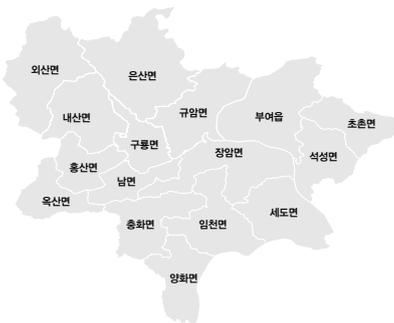 외산면
은산면
내산면
규암면
부여읍
초촌면
구룡면
장암면
석성면
홍산면
남면
옥산면
세도면
충화면
임천면
양화면